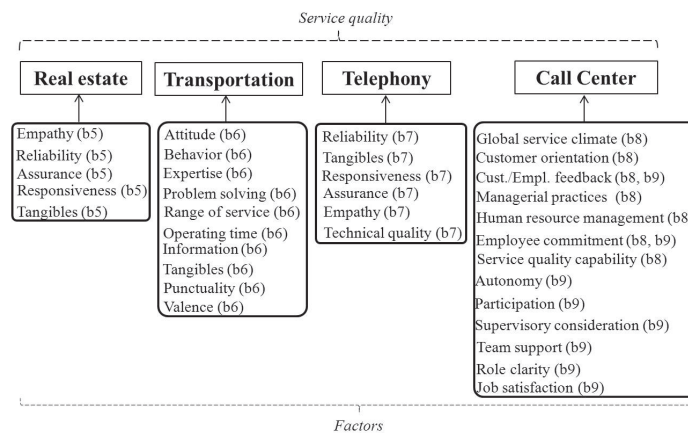 Service quality
Real estate
Empathy (b5)
Reliability (b5)
Assurance (b5)
Responsiveness (b5)
Tangibles (b5)
Transportation
Attitude (b6)
Behavior (b6)
Expertise (b6)
Problem solving (b6)
Range of service (b6)
Operating time (b6)
Information (b6)
Tangibles (b6)
Punctuality (b6)
Valence (b6)
Telephony
Reliability (b7)
Tangibles (b7)
Responsiveness (b7)
Assurance (b7)
Empathy (b7)
Technical quality (b7)
Call Center
Global service climate (b8)
Customer orientation (b8)
Cust./Empl. feedback (b8, b9)
Managerial practices (b8)
Human resource management (b8
Employee commitment (b8, b9)
Service quality capability (b8)
Autonomy (b9)
Participation (b9)
Supervisory consideration (b9)
Team support (b9)
Role clarity (b9)
Job satisfaction (b9)
Factors